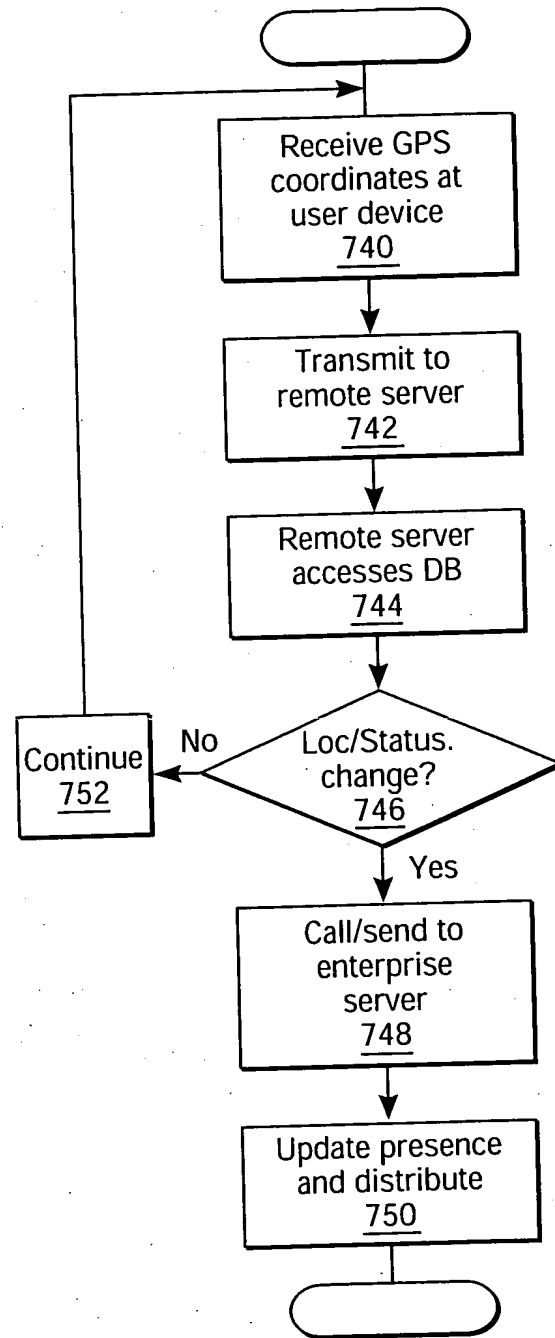 Receive GPS
coordinates at
user device
740
Transmit to
remote server
742
Remote server
accesses DB
744
Loc/Status.
change?
746
No
Continue
752
Yes
Call/send to
enterprise
server
748
Update presence
and distribute
750